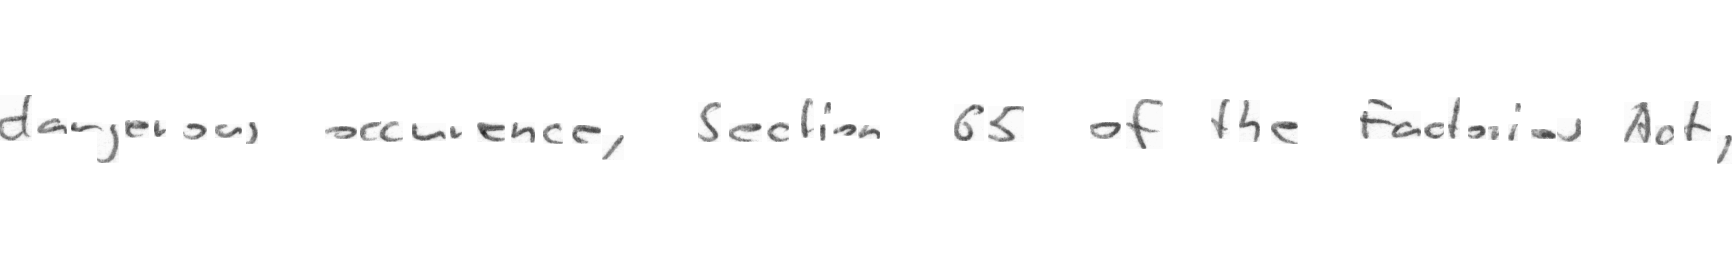 dangerous occurence, Section 65 of the Factories Act,